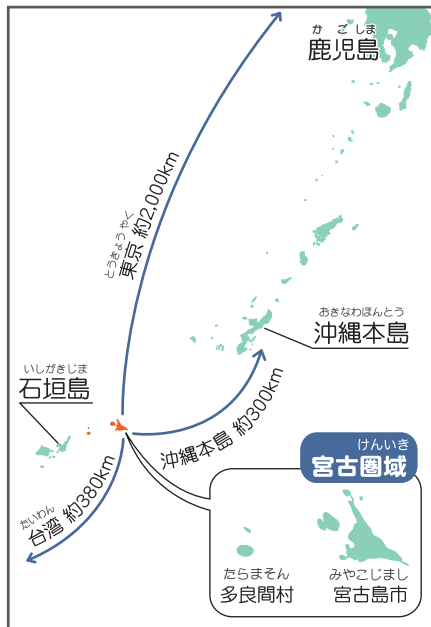 かごしま
鹿児島
とうきょう やく
東京 約2,000km
おきなわほんとう
沖縄本島
いしがきじま
石垣島
沖縄本島 約300km
たいわん
台湾 約380km
けんいき
宮古圏域
たらまそん
多良間村
みやこじまし
宮古島市